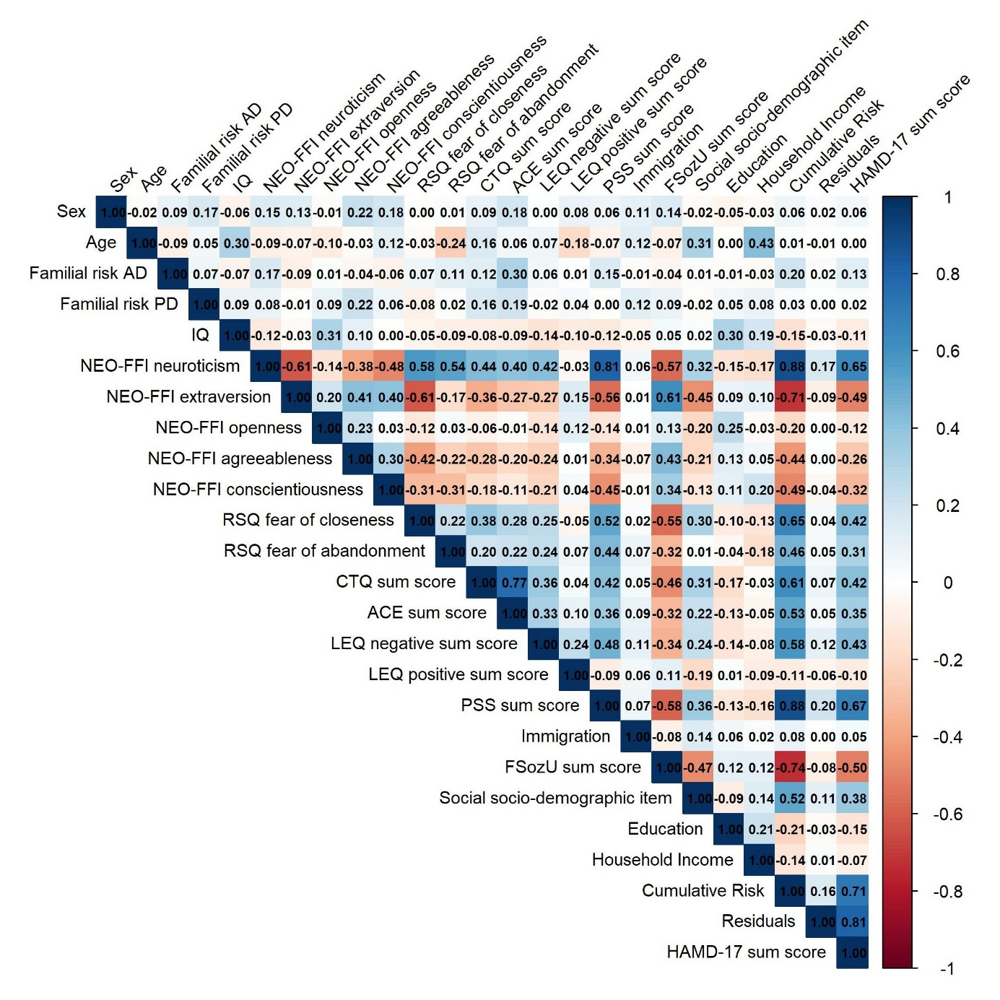 Sex
Age
Familial risk AD
Familial risk PD
IQ
NEO-FFI neuroticism
NEO-FFI extraversion
NEO-FFI openness
NEO-FFI agreeableness
NEO-FFI conscientiousness
RSQ fear of closeness
RSQ fear of abandonment
CTQ sum score
ACE sum score
LEQ negative sum score
LEQ positive sum score
PSS sum score
Immigration
FSozU sum score
Social socio-demographic item
Education
Household Income
Cumulative Risk
Residuals
HAMD-17 sum score
Sex 1.00 -0.02 0.09 0.17 -0.06 0.15 0.13 -0.01 0.22 0.18 0.00 0.01 0.09 0.18 0.00 0.08 0.06 0.11 0.14 -0.02 -0.05 -0.03 0.06 0.02 0.06
Age 1.00 -0.09 0.05 0.30 -0.09 -0.07 -0.10 -0.03 0.12 -0.03 -0.24 0.16 0.06 0.07 -0.18 -0.07 0.12 -0.07 0.31 0.00 0.43 0.01 -0.01 0.00
Familial risk AD 1.00 0.07 -0.07 0.17 -0.09 0.01 -0.04 -0.06 0.07 0.11 0.12 0.30 0.06 0.01 0.15 -0.01 -0.04 0.01 -0.01 -0.03 0.20 0.02 0.13
Familial risk PD 1.00 0.09 0.08 -0.01 0.09 0.22 0.06 -0.08 0.02 0.16 0.19 -0.02 0.04 0.00 0.12 0.09 -0.02 0.05 0.08 0.03 0.00 0.02
IQ 1.00 -0.12 -0.03 0.31 0.10 0.00 -0.05 -0.09 -0.08 -0.09 -0.14 -0.10 -0.12 -0.05 0.05 0.02 0.30 0.19 -0.15 -0.03 -0.11
NEO-FFI neuroticism 1.00 -0.61 -0.14 -0.38 -0.48 0.58 0.54 0.44 0.40 0.42 -0.03 0.81 0.06 -0.57 0.32 -0.15 -0.17 0.88 0.17 0.65
NEO-FFI extraversion 1.00 0.20 0.41 0.40 -0.61 -0.17 -0.36 -0.27 -0.27 0.15 -0.56 0.01 0.61 -0.45 0.09 0.10 -0.71 -0.09 -0.49
NEO-FFI openness 1.00 0.23 0.03 -0.12 0.03 -0.06 -0.01 -0.14 0.12 -0.14 0.01 0.13 -0.20 0.25 -0.03 -0.20 0.00 -0.12
NEO-FFI agreeableness 1.00 0.30 -0.42 -0.22 -0.28 -0.20 -0.24 0.01 -0.34 -0.07 0.43 -0.21 0.13 0.05 -0.44 0.00 -0.26
NEO-FFI conscientiousness 1.00 -0.31 -0.31 -0.18 -0.11 -0.21 0.04 -0.45 -0.01 0.34 -0.13 0.11 0.20 -0.49 -0.04 -0.32
RSQ fear of closeness 1.00 0.22 0.38 0.28 0.25 -0.05 0.52 0.02 -0.55 0.30 -0.10 -0.13 0.65 0.04 0.42
RSQ fear of abandonment 1.00 0.20 0.22 0.24 0.07 0.44 0.07 -0.32 0.01 -0.04 -0.18 0.46 0.05 0.31
CTQ sum score 1.00 0.77 0.36 0.04 0.42 0.05 -0.46 0.31 -0.17 -0.03 0.61 0.07 0.42
ACE sum score 1.00 0.33 0.10 0.36 0.09 -0.32 0.22 -0.13 -0.05 0.53 0.05 0.35
LEQ negative sum score 1.00 0.24 0.48 0.11 -0.34 0.24 -0.14 -0.08 0.58 0.12 0.43
LEQ positive sum score 1.00 -0.09 0.06 0.11 -0.19 0.01 -0.09 -0.11 -0.06 -0.10
PSS sum score 1.00 0.07 -0.58 0.36 -0.13 -0.16 0.88 0.20 0.67
Immigration 1.00 -0.08 0.14 0.06 0.02 0.08 0.00 0.05
FSozU sum score 1.00 -0.47 0.12 0.12 -0.74 -0.08 -0.50
Social socio-demographic item 1.00 -0.09 0.14 0.52 0.11 0.38
Education 1.00 0.21 -0.21 -0.03 -0.15
Household Income 1.00 -0.14 0.01 -0.07
Cumulative Risk 1.00 0.16 0.71
Residuals 1.00 0.81
HAMD-17 sum score 1.00
1
0.8
0.6
0.4
0.2
0
-0.2
-0.4
-0.6
-0.8
-1